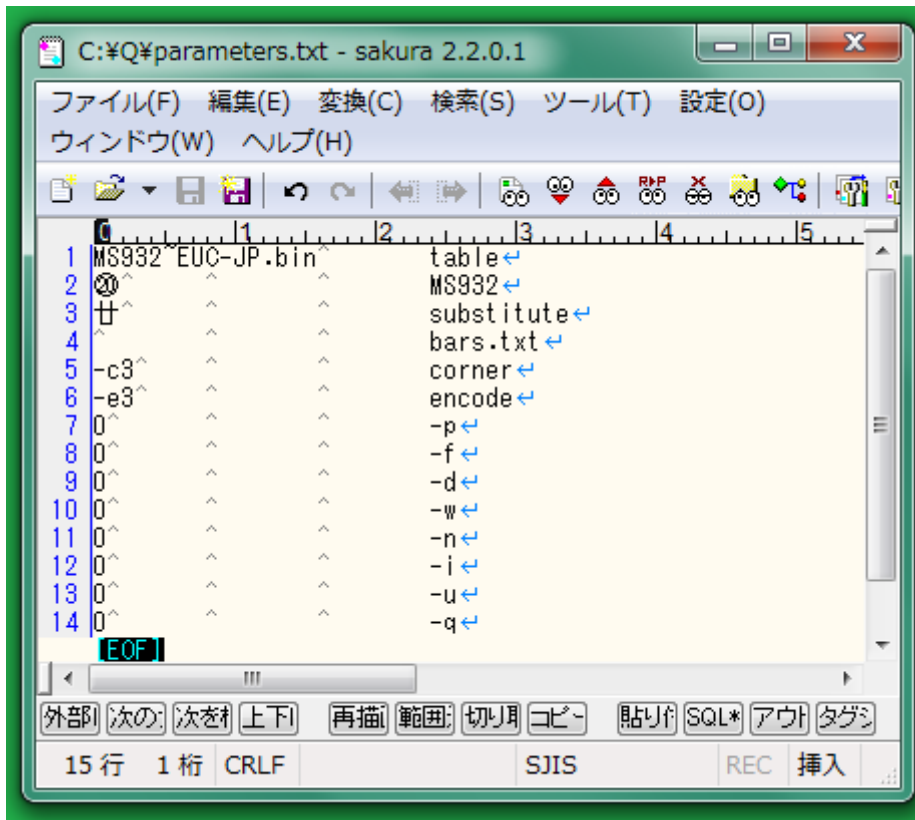 C:¥Q¥parameters.txt - sakura 2.2.0.1
ファイル(F) 編集(E) 変換(C) 検索(S) ツール(T) 設定(O)
ウィンドウ(W) ヘルプ(H)
0 1 2 3 4 5
1 MS932~EUC-JP.bin^ table↵
2 ⑳^ ^ ^ MS932↵
3 廿^ ^ ^ substitute↵
4 ^ ^ ^ bars.txt↵
5 -c3^ ^ ^ corner↵
6 -e3^ ^ ^ encode↵
7 0^ ^ ^ -p↵
8 0^ ^ ^ -f↵
9 0^ ^ ^ -d↵
10 0^ ^ ^ -w↵
11 0^ ^ ^ -n↵
12 0^ ^ ^ -i↵
13 0^ ^ ^ -u↵
14 0^ ^ ^ -q↵
[EOF]
外部 次の 次を 上下 再描 範囲 切り コピー 貼り付 SQL* アウト タグジ
15 行 1 桁 CRLF SJIS REC 挿入